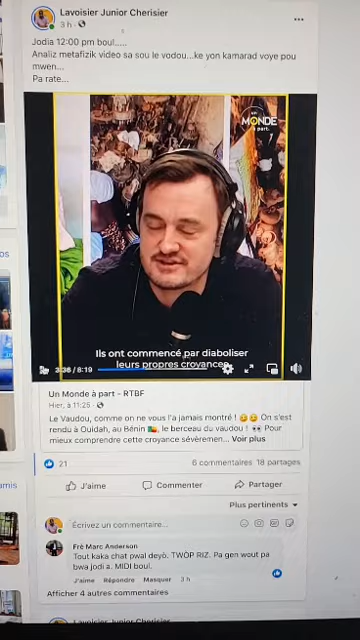 Lavoisier Junior Cherisier
3 h ·
Jodia 12:00 pm boul.....
Analiz metafizik video sa sou le vodou...ke yon kamarad voye pou
mwen...
Pa rate...
un
MONDE
à part.
Ils ont commencé par diaboliser
leurs propres croyances
3:36 / 8:19
Un Monde à part - RTBF
Hier, à 11:25 ·
Le Vaudou, comme on ne vous l'a jamais montré ! On s'est
rendu à Ouidah, au Bénin, le berceau du vaudou ! Pour
mieux comprendre cette croyance sévèremen... Voir plus
21
6 commentaires 18 partages
J'aime
Commenter
Partager
Plus pertinents
Écrivez un commentaire...
Frè Marc Anderson
Tout kaka chat pwal deyò. TWÒP RIZ. Pa gen wout pa
bwa jodi a. MIDI boul.
J'aime Répondre Masquer 3 h
Afficher 4 autres commentaires
Lavoisier Junior Cherisier
os
amis